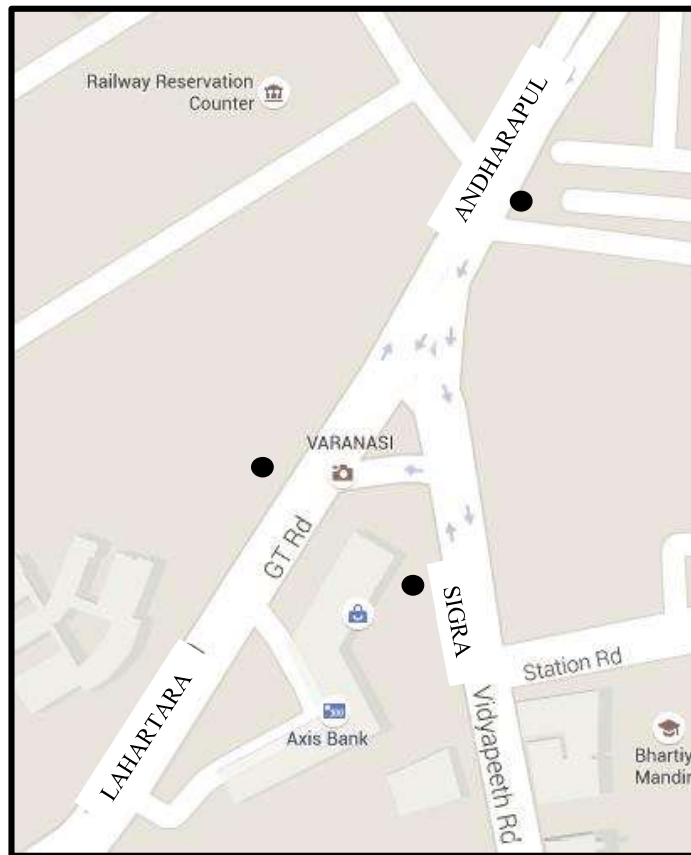 Railway Reservation
Counter
ANDHARAPUL
VARANASI
GT Rd
SIGRA
Station Rd
LAHARTARA
Axis Bank
Vidyapeeth Rd
Bhartiy
Mandir